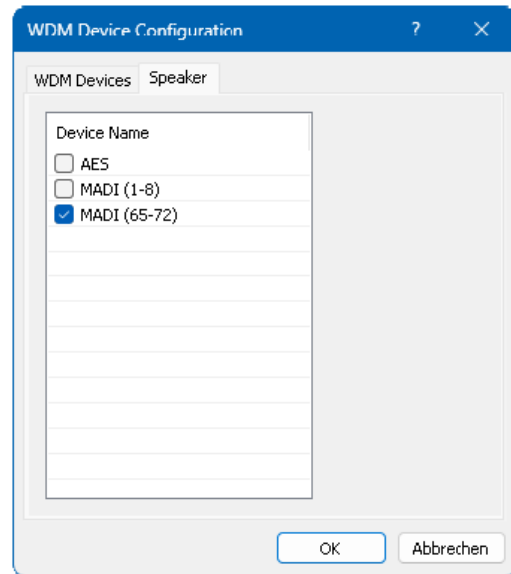 WDM Device Configuration ? ×
WDM Devices Speaker
Device Name
AES
MADI (1-8)
MADI (65-72)
OK Abbrechen